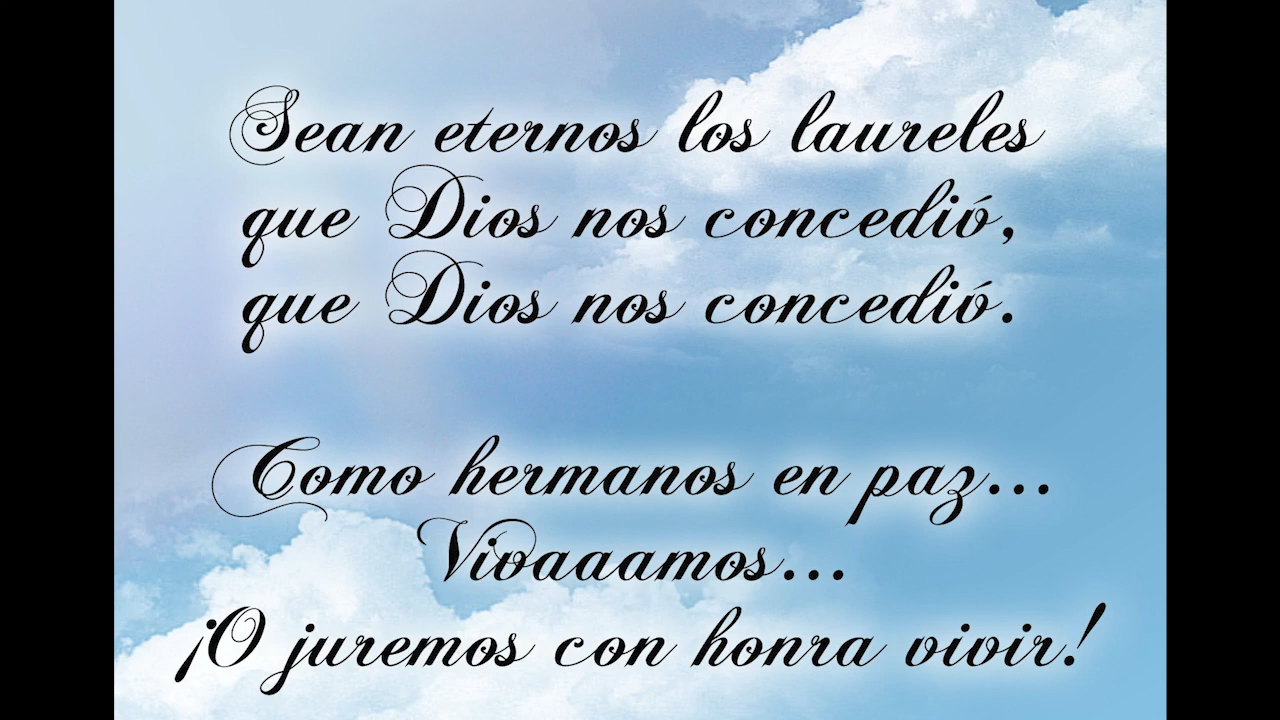 Sean eternos los laureles
que Dios nos concedió,
que Dios nos concedió.
Como hermanos en paz...
Vivaaamos...
¡O juremos con honra vivir!